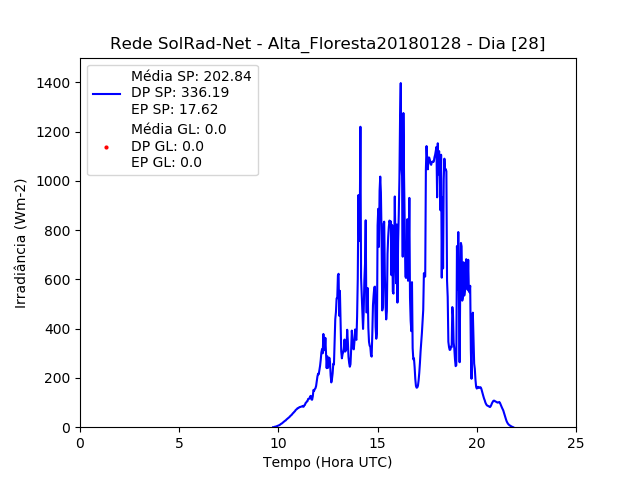 Rede SolRad-Net - Alta_Floresta20180128 - Dia [28]
Média SP: 202.84
DP SP: 336.19
EP SP: 17.62
Média GL: 0.0
DP GL: 0.0
EP GL: 0.0
Irradiância (Wm-2)
1400
1200
1000
800
600
400
200
0
0 5 10 15 20 25
Tempo (Hora UTC)